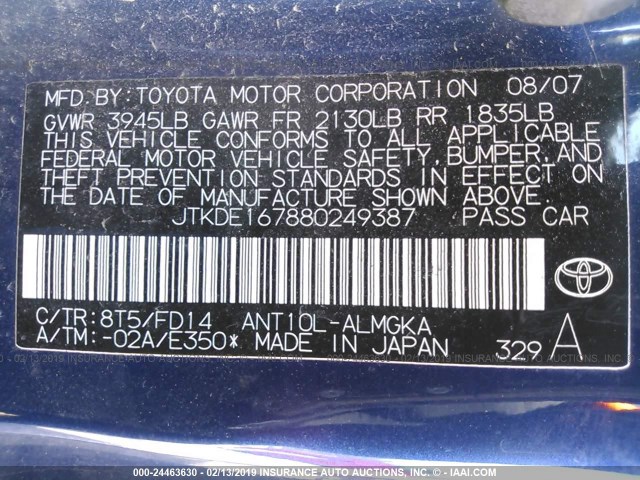 MFD.BY:TOYOTA MOTOR CORPORATION 08/07
GVWR 3945LB GAWR FR 2130LB RR 1835LB
THIS VEHICLE CONFORMS TO ALL APPLICABLE
FEDERAL MOTOR VEHICLE SAFETY,BUMPER,AND
THEFT PREVENTION STANDARDS IN EFFECT ON
THE DATE OF MANUFACTURE SHOWN ABOVE.
JTKDE167880249387 PASS CAR
C/TR:8T5/FD14 ANT10L-ALMGKA
A/TM:-02A/E350* MADE IN JAPAN 329 A
000-24463630 - 02/13/2019 INSURANCE AUTO AUCTIONS, INC. (C) - IAAI.COM